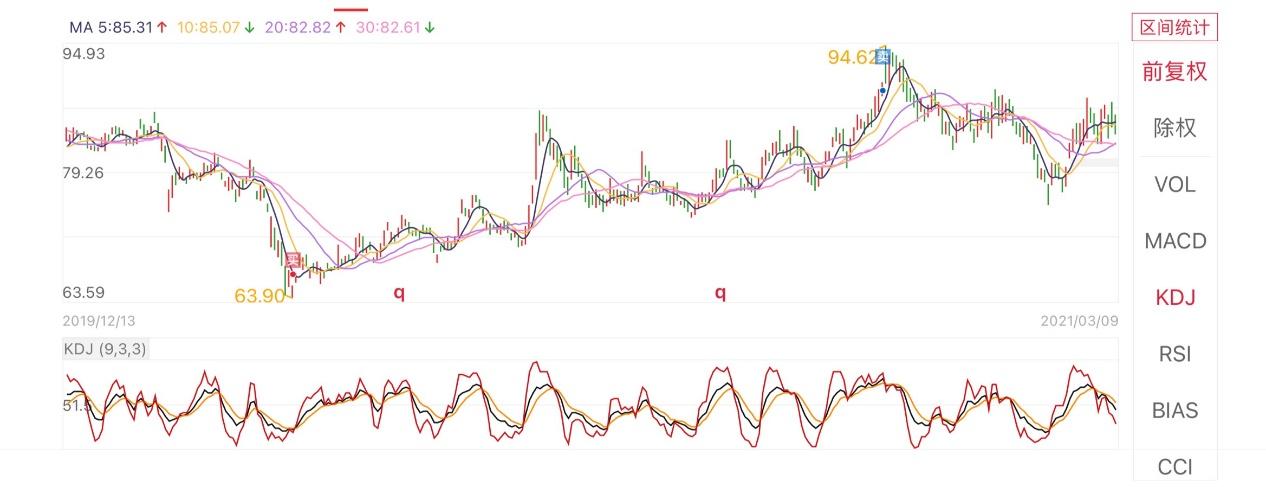 MA 5:85.31↑ 10:85.07↓ 20:82.82↑ 30:82.61↓
区间统计
94.93
94.62
前复权
除权
79.26
VOL
MACD
买
63.90
63.59
q
q
KDJ
2019/12/13
2021/03/09
KDJ (9,3,3)
RSI
51.
BIAS
CCI